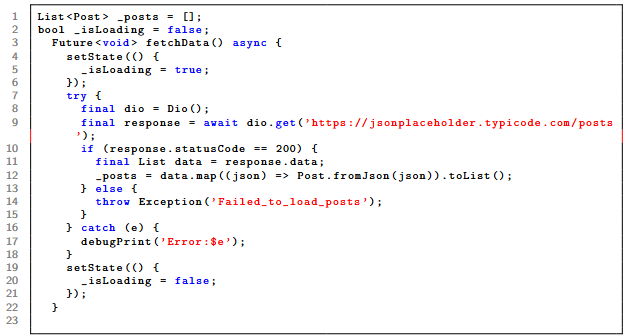 1 List<Post> _posts = [];
2 bool _isLoading = false;
3 Future<void> fetchData() async {
4 setState(() {
5 _isLoading = true;
6 });
7 try {
8 final dio = Dio();
9 final response = await dio.get('https://jsonplaceholder.typicode.com/posts
');
10 if (response.statusCode == 200) {
11 final List data = response.data;
12 _posts = data.map((json) => Post.fromJson(json)).toList();
13 } else {
14 throw Exception('Failed_to_load_posts');
15 }
16 } catch (e) {
17 debugPrint('Error:$e');
18 }
19 setState(() {
20 _isLoading = false;
21 });
22 }
23